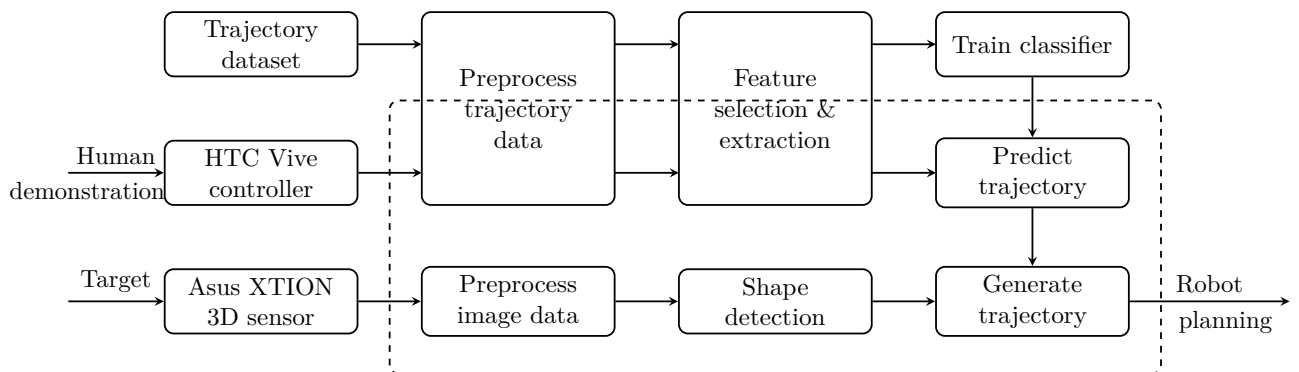 Trajectory
dataset
Preprocess
trajectory
data
Feature
selection &
extraction
Train classifier
Human
demonstration
HTC Vive
controller
Predict
trajectory
Target
Asus XTION
3D sensor
Preprocess
image data
Shape
detection
Generate
trajectory
Robot
planning